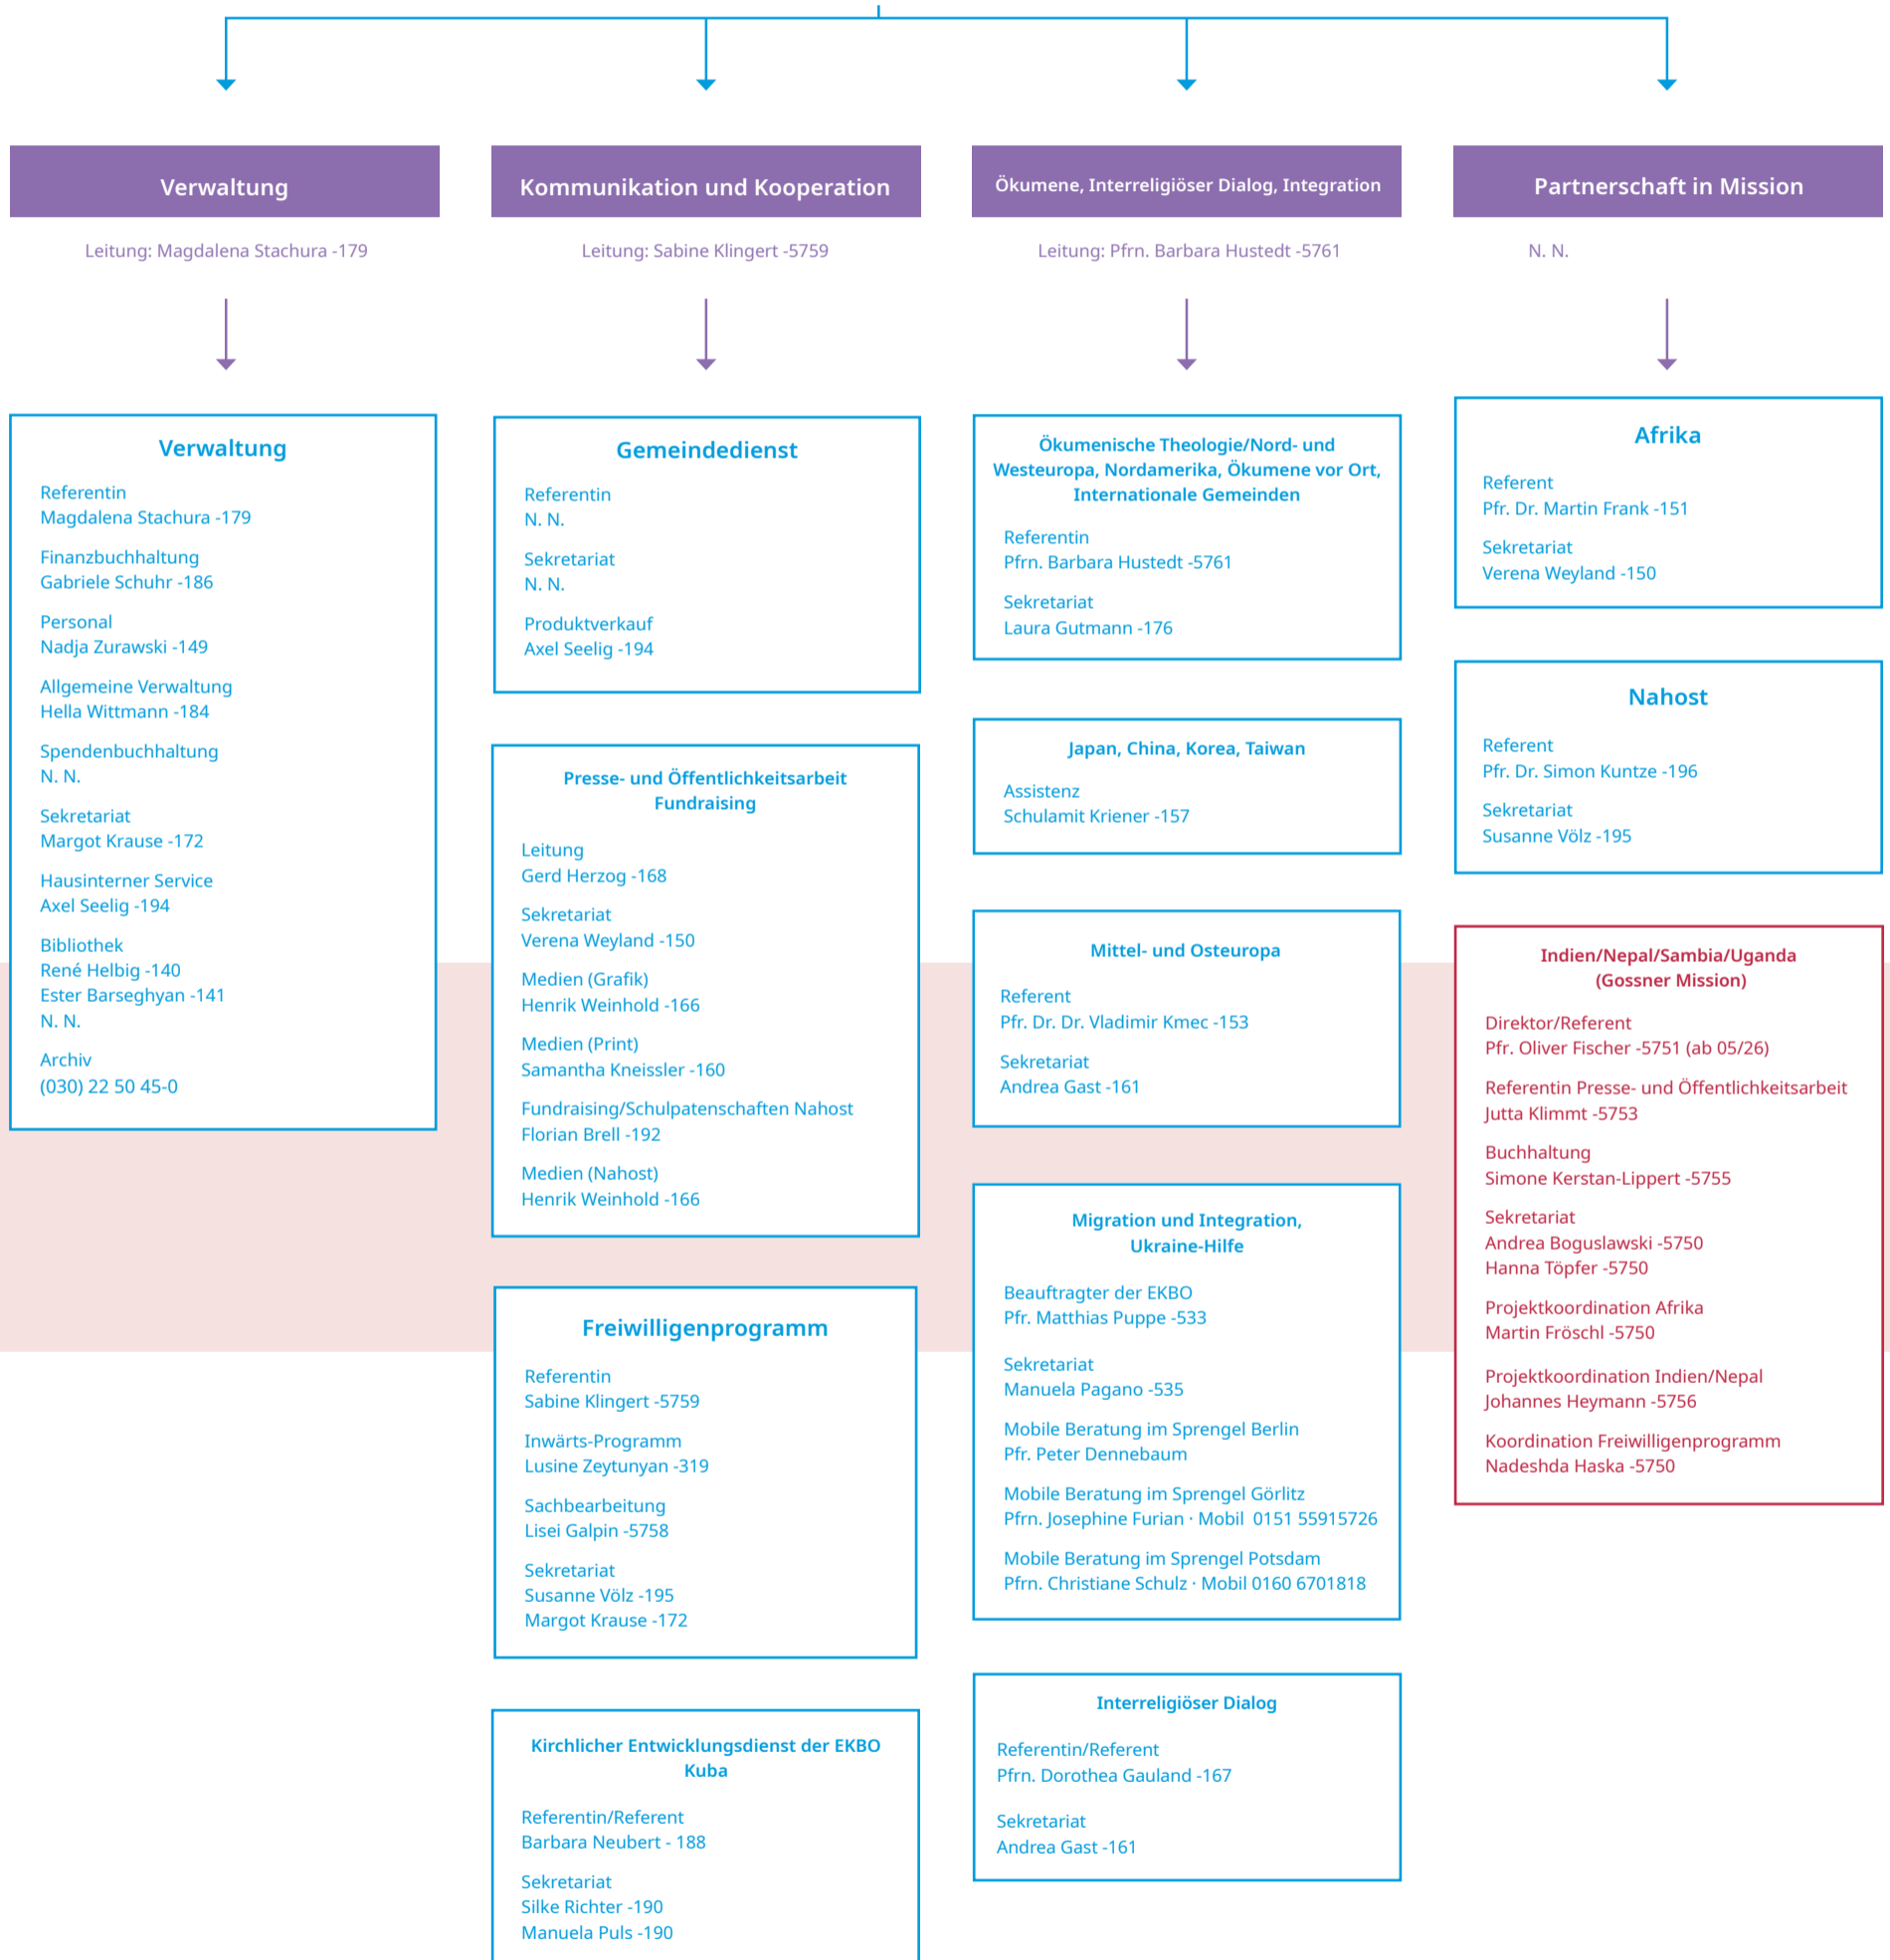 Verwaltung
Leitung: Magdalena Stachura -179
Verwaltung
Referentin
Magdalena Stachura -179
Finanzbuchhaltung
Gabriele Schuhr -186
Personal
Nadja Zurawski -149
Allgemeine Verwaltung
Hella Wittmann -184
Spendenbuchhaltung
N. N.
Sekretariat
Margot Krause -172
Hausinterner Service
Axel Seelig -194
Bibliothek
René Helbig -140
Ester Barseghyan -141
N. N.
Archiv
(030) 22 50 45-0
Kommunikation und Kooperation
Leitung: Sabine Klingert -5759
Gemeindedienst
Referentin
N. N.
Sekretariat
N. N.
Produktverkauf
Axel Seelig -194
Presse- und Öffentlichkeitsarbeit
Fundraising
Leitung
Gerd Herzog -168
Sekretariat
Verena Weyland -150
Medien (Grafik)
Henrik Weinhold -166
Medien (Print)
Samantha Kneissler -160
Fundraising/Schulpatenschaften Nahost
Florian Brell -192
Medien (Nahost)
Henrik Weinhold -166
Freiwilligenprogramm
Referentin
Sabine Klingert -5759
Inwärts-Programm
Lusine Zeytunyan -319
Sachbearbeitung
Lisei Galpin -5758
Sekretariat
Susanne Völz -195
Margot Krause -172
Kirchlicher Entwicklungsdienst der EKBO
Kuba
Referentin/Referent
Barbara Neubert - 188
Sekretariat
Silke Richter -190
Manuela Puls -190
Ökumene, Interreligiöser Dialog, Integration
Leitung: Pfrn. Barbara Hustedt -5761
Ökumenische Theologie/Nord- und
Westeuropa, Nordamerika, Ökumene vor Ort,
Internationale Gemeinden
Referentin
Pfrn. Barbara Hustedt -5761
Sekretariat
Laura Gutmann -176
Japan, China, Korea, Taiwan
Assistenz
Schulamit Kriener -157
Mittel- und Osteuropa
Referent
Pfr. Dr. Dr. Vladimir Kmec -153
Sekretariat
Andrea Gast -161
Migration und Integration,
Ukraine-Hilfe
Beauftragter der EKBO
Pfr. Matthias Puppe -533
Sekretariat
Manuela Pagano -535
Mobile Beratung im Sprengel Berlin
Pfr. Peter Dennebaum
Mobile Beratung im Sprengel Görlitz
Pfrn. Josephine Furian · Mobil 0151 55915726
Mobile Beratung im Sprengel Potsdam
Pfrn. Christiane Schulz · Mobil 0160 6701818
Interreligiöser Dialog
Referentin/Referent
Pfrn. Dorothea Gauland -167
Sekretariat
Andrea Gast -161
Partnerschaft in Mission
N. N.
Afrika
Referent
Pfr. Dr. Martin Frank -151
Sekretariat
Verena Weyland -150
Nahost
Referent
Pfr. Dr. Simon Kuntze -196
Sekretariat
Susanne Völz -195
Indien/Nepal/Sambia/Uganda
(Gossner Mission)
Direktor/Referent
Pfr. Oliver Fischer -5751 (ab 05/26)
Referentin Presse- und Öffentlichkeitsarbeit
Jutta Klimmt -5753
Buchhaltung
Simone Kerstan-Lippert -5755
Sekretariat
Andrea Boguslawski -5750
Hanna Töpfer -5750
Projektkoordination Afrika
Martin Fröschl -5750
Projektkoordination Indien/Nepal
Johannes Heymann -5756
Koordination Freiwilligenprogramm
Nadeshda Haska -5750